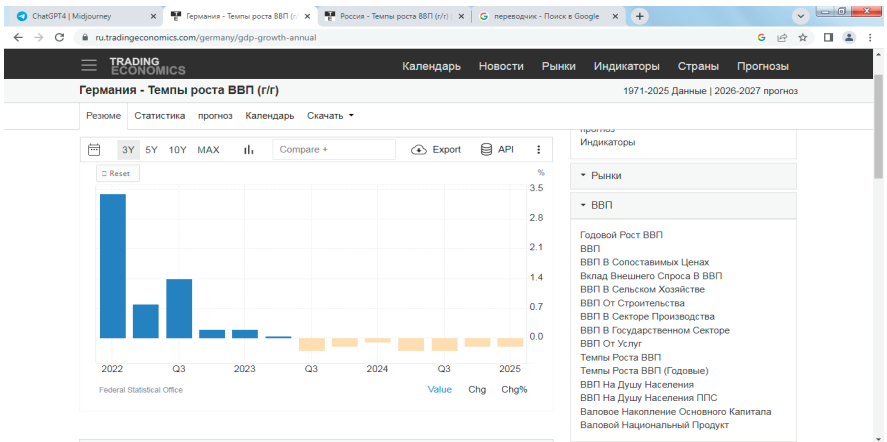 ChatGPT4 | Midjourney
Германия - Темпы роста ВВП (г/г
Россия - Темпы роста ВВП (г/г) |
переводчик - Поиск в Google
ru.tradingeconomics.com/germany/gdp-growth-annual
TRADING
ECONOMICS
Календарь Новости Рынки Индикаторы Страны Прогнозы
Германия - Темпы роста ВВП (г/г)
1971-2025 Данные | 2026-2027 прогноз
Резюме Статистика прогноз Календарь Скачать
3Y 5Y 10Y MAX Compare + Export API
Reset
%
3.5
2.8
2.1
1.4
0.7
0.0
2022 Q3 2023 Q3 2024 Q3 2025
Federal Statistical Office
Value Chg Chg%
прогноз
Индикаторы
Рынки
ВВП
Годовой Рост ВВП
ВВП
ВВП В Сопоставимых Ценах
Вклад Внешнего Спроса В ВВП
ВВП В Сельском Хозяйстве
ВВП От Строительства
ВВП В Секторе Производства
ВВП В Государственном Секторе
ВВП От Услуг
Темпы Роста ВВП
Темпы Роста ВВП (Годовые)
ВВП На Душу Населения
ВВП На Душу Населения ППС
Валовое Накопление Основного Капитала
Валовой Национальный Продукт